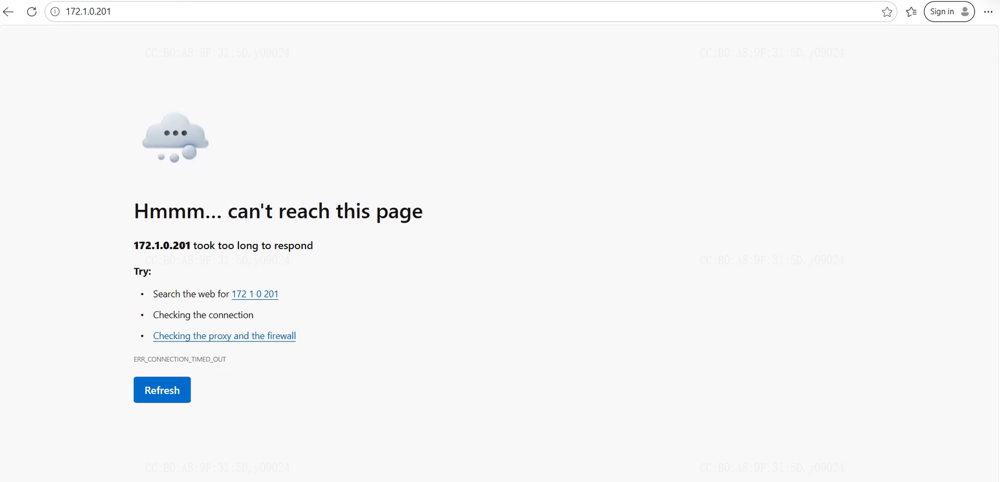 172.1.0.201
Sign in
CC:B0:A8:9F:31:5D, y09024 CC:B0:A8:9F:31:5D, y09024
Hmmm... can't reach this page
172.1.0.201 took too long to respond
CC:B0:A8:9F:31:5D, y09024 CC:B0:A8:9F:31:5D, y09024
Try:
• Search the web for 172 1 0 201
• Checking the connection
• Checking the proxy and the firewall
ERR_CONNECTION_TIMED_OUT
Refresh
CC:B0:A8:9F:31:5D, y09024 CC:B0:A8:9F:31:5D, y09024